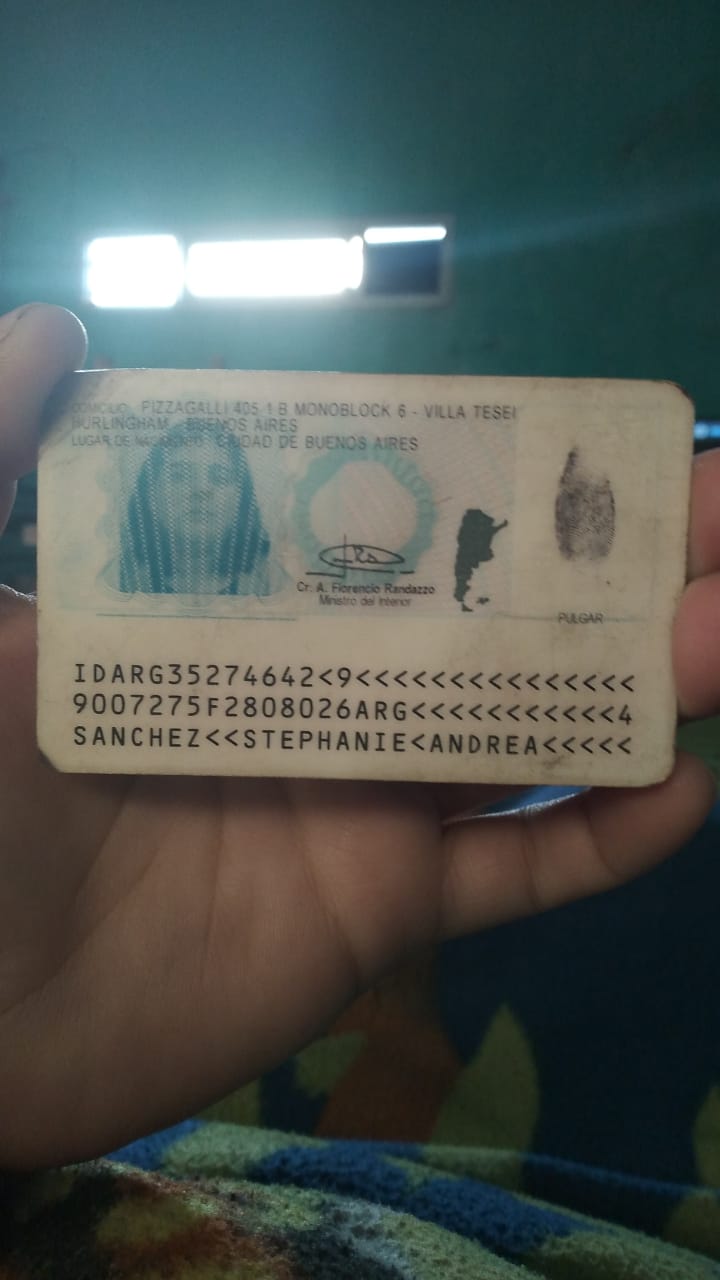 DOMICILIO: PIZZAGALLI 405 1 B MONOBLOCK 6 - VILLA TESEI
HURLINGHAM - BUENOS AIRES
LUGAR DE NACIMIENTO: CIUDAD DE BUENOS AIRES
Cr. A. Florencio Randazzo
Ministro del Interior
PULGAR
IDARG35274642<9<<<<<<<<<<<<<<<
9007275F2808026ARG<<<<<<<<<<<4
SANCHEZ<<STEPHANIE<ANDREA<<<<<